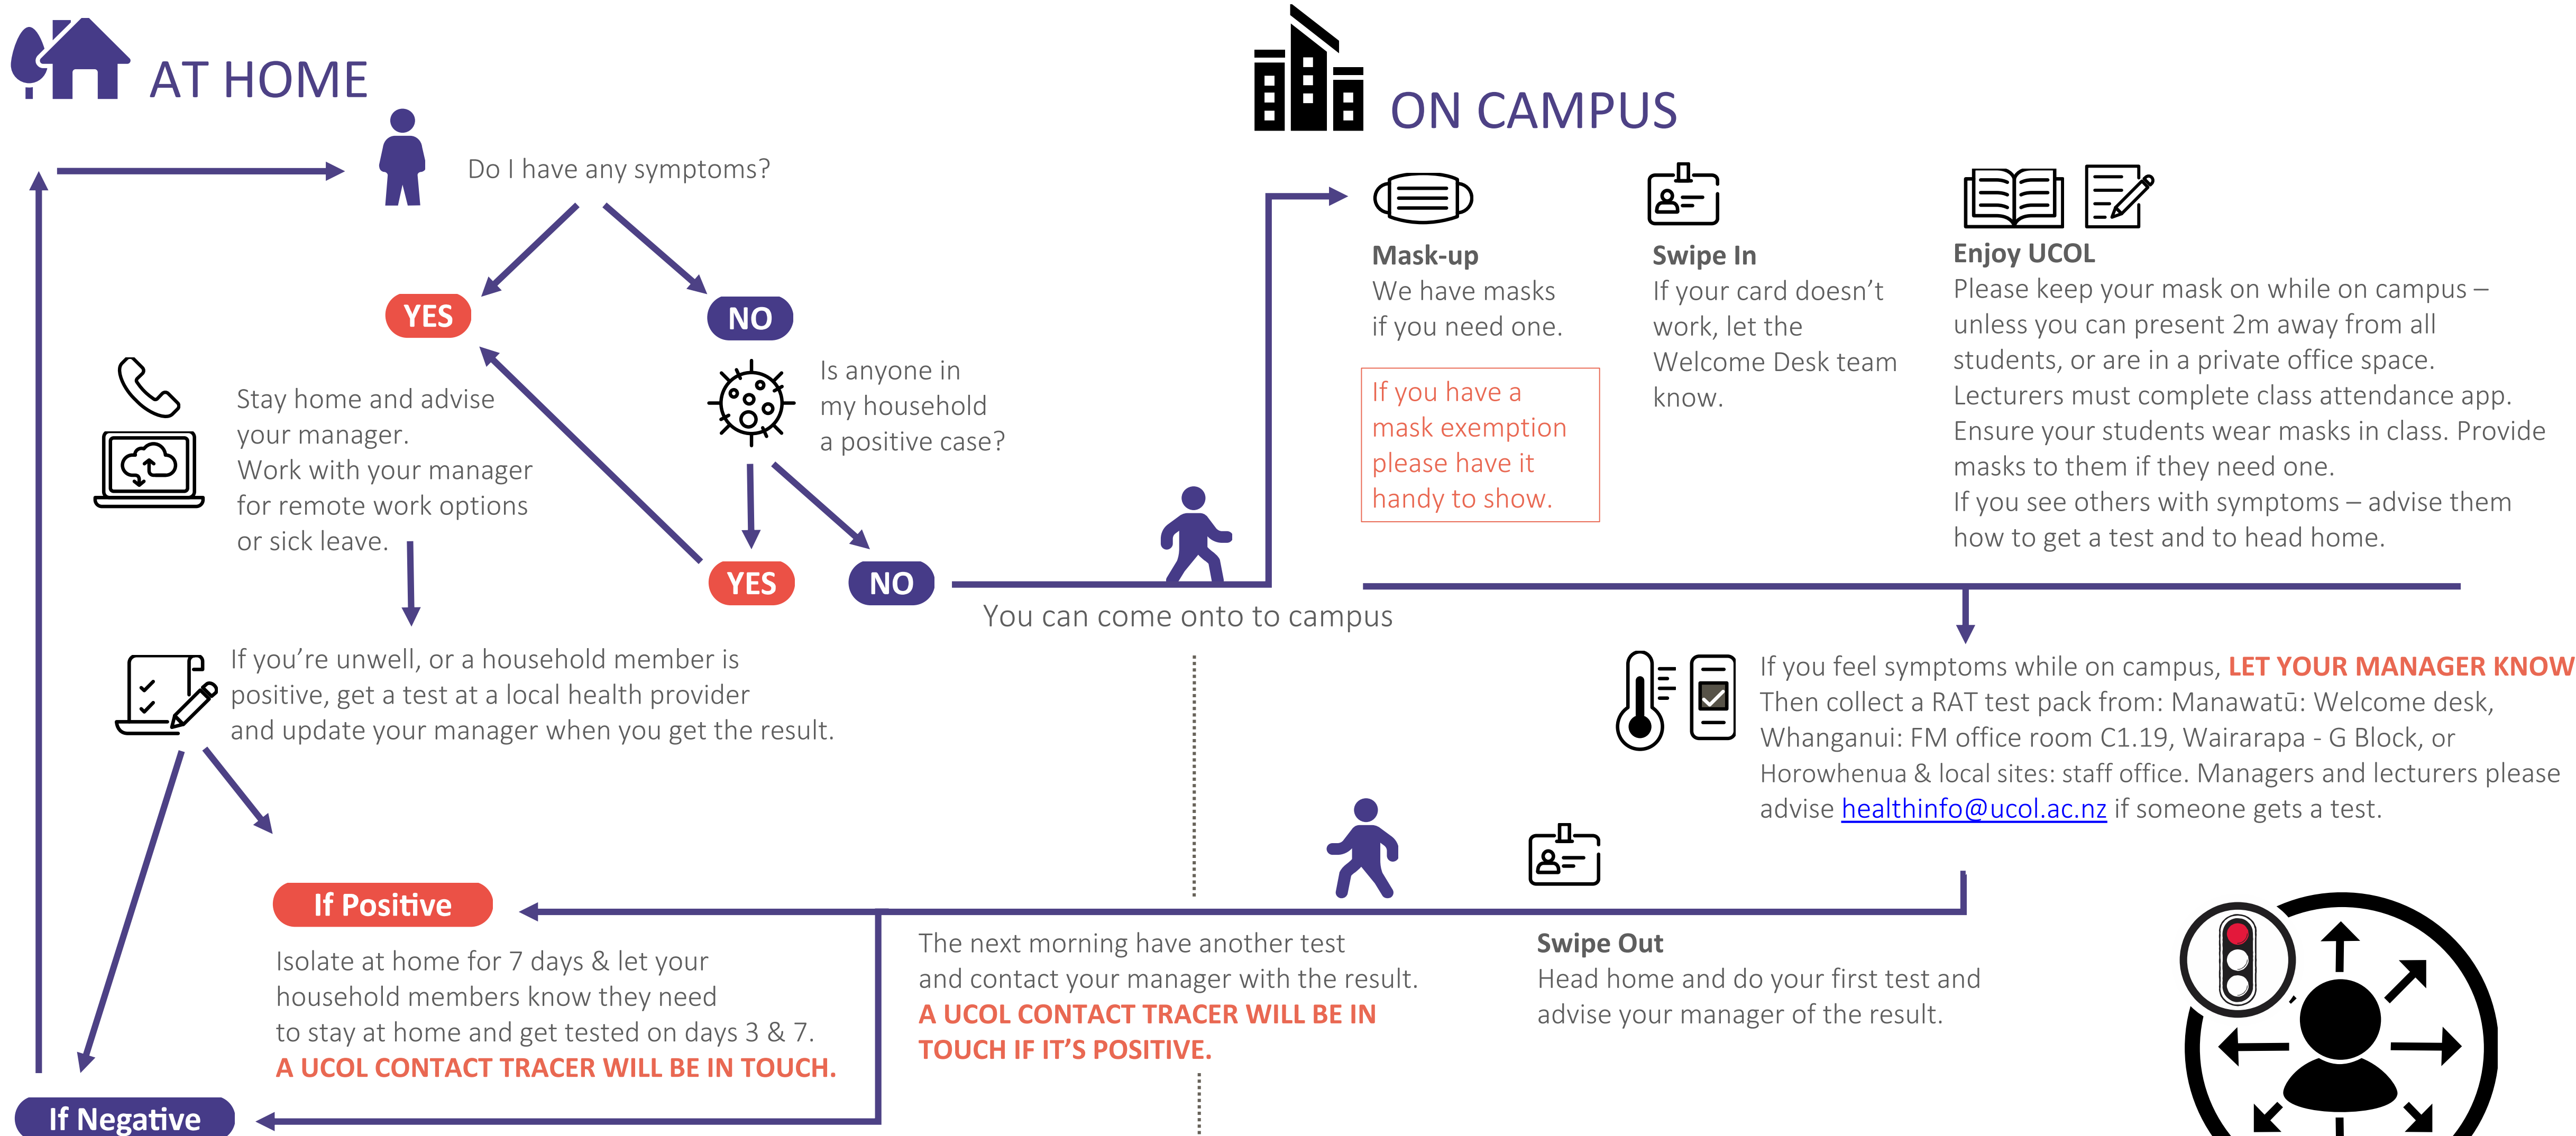 AT HOME
Do I have any symptoms?
YES
NO
Stay home and advise
your manager.
Work with your manager
for remote work options
or sick leave.
Is anyone in
my household
a positive case?
YES
NO
You can come onto to campus
If you’re unwell, or a household member is
positive, get a test at a local health provider
and update your manager when you get the result.
If Positive
Isolate at home for 7 days & let your
household members know they need
to stay at home and get tested on days 3 & 7.
A UCOL CONTACT TRACER WILL BE IN TOUCH.
If Negative
ON CAMPUS
Mask-up
We have masks
if you need one.
If you have a
mask exemption
please have it
handy to show.
Swipe In
If your card doesn’t
work, let the
Welcome Desk team
know.
Enjoy UCOL
Please keep your mask on while on campus –
unless you can present 2m away from all
students, or are in a private office space.
Lecturers must complete class attendance app.
Ensure your students wear masks in class. Provide
masks to them if they need one.
If you see others with symptoms – advise them
how to get a test and to head home.
If you feel symptoms while on campus, LET YOUR MANAGER KNOW
Then collect a RAT test pack from: Manawatū: Welcome desk,
Whanganui: FM office room C1.19, Wairarapa - G Block, or
Horowhenua & local sites: staff office. Managers and lecturers please
advise healthinfo@ucol.ac.nz if someone gets a test.
Swipe Out
Head home and do your first test and
advise your manager of the result.
The next morning have another test
and contact your manager with the result.
A UCOL CONTACT TRACER WILL BE IN
TOUCH IF IT’S POSITIVE.